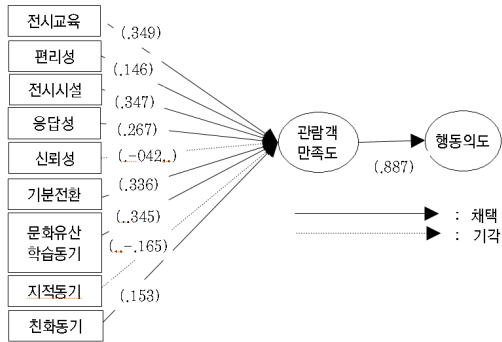 전시교육
(.349)
편리성
(.146)
전시시설
(.347)
응답성
(.267)
신뢰성
(.-042,.)
기분전환
(.336)
문화유산
학습동기
(.345)
지적동기
(.-.165)
친화동기
(.153)
관람객
만족도
(.887)
행동의도
: 채택
: 기각